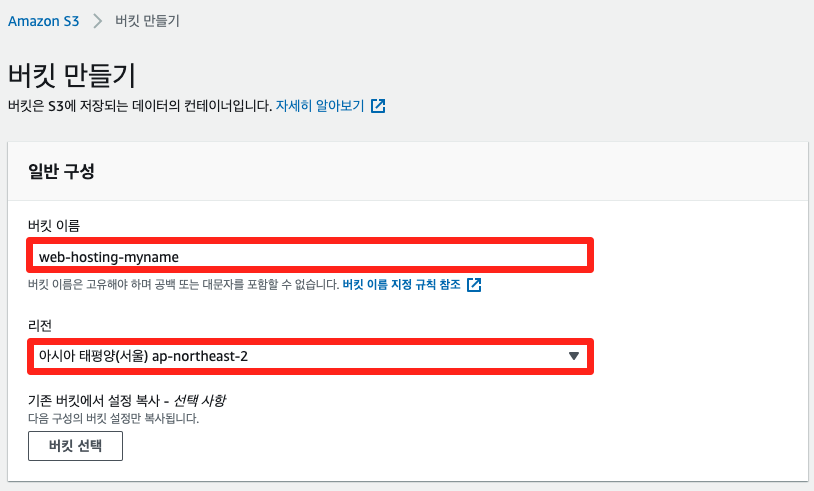 Amazon S3 > 버킷 만들기
버킷 만들기
버킷은 S3에 저장되는 데이터의 컨테이너입니다. 자세히 알아보기
일반 구성
버킷 이름
web-hosting-myname
버킷 이름은 고유해야 하며 공백 또는 대문자를 포함할 수 없습니다. 버킷 이름 지정 규칙 참조
리전
아시아 태평양(서울) ap-northeast-2
기존 버킷에서 설정 복사 - 선택 사항
다음 구성의 버킷 설정만 복사됩니다.
버킷 선택